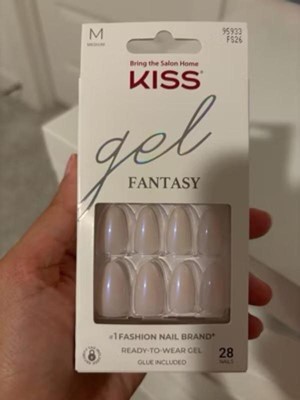 M
MEDIUM
95933
FS26
Bring the Salon Home
KISS
gel
FANTASY
#1 FASHION NAIL BRAND*
READY-TO-WEAR GEL
GLUE INCLUDED
28
NAILS